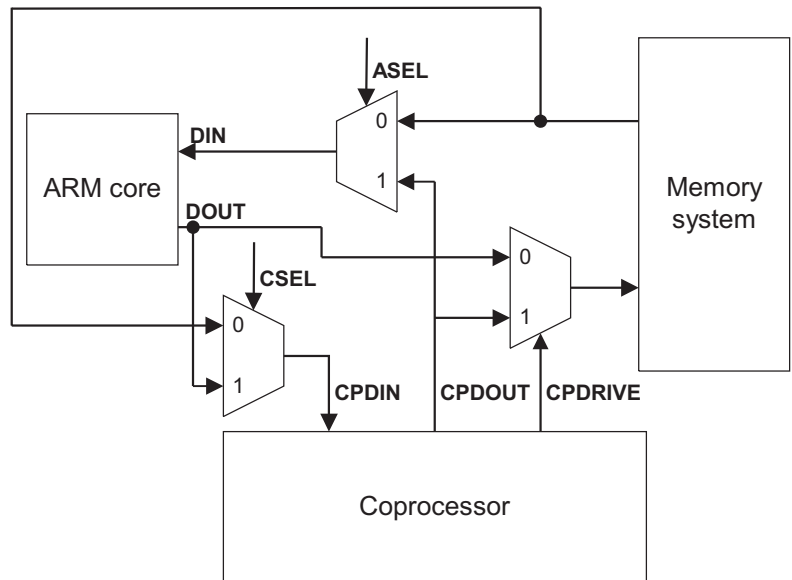 ASEL
0
DIN
1
ARM core
Memory
system
DOUT
0
CSEL
0
1
1
CPDIN
CPDOUT
CPDRIVE
Coprocessor